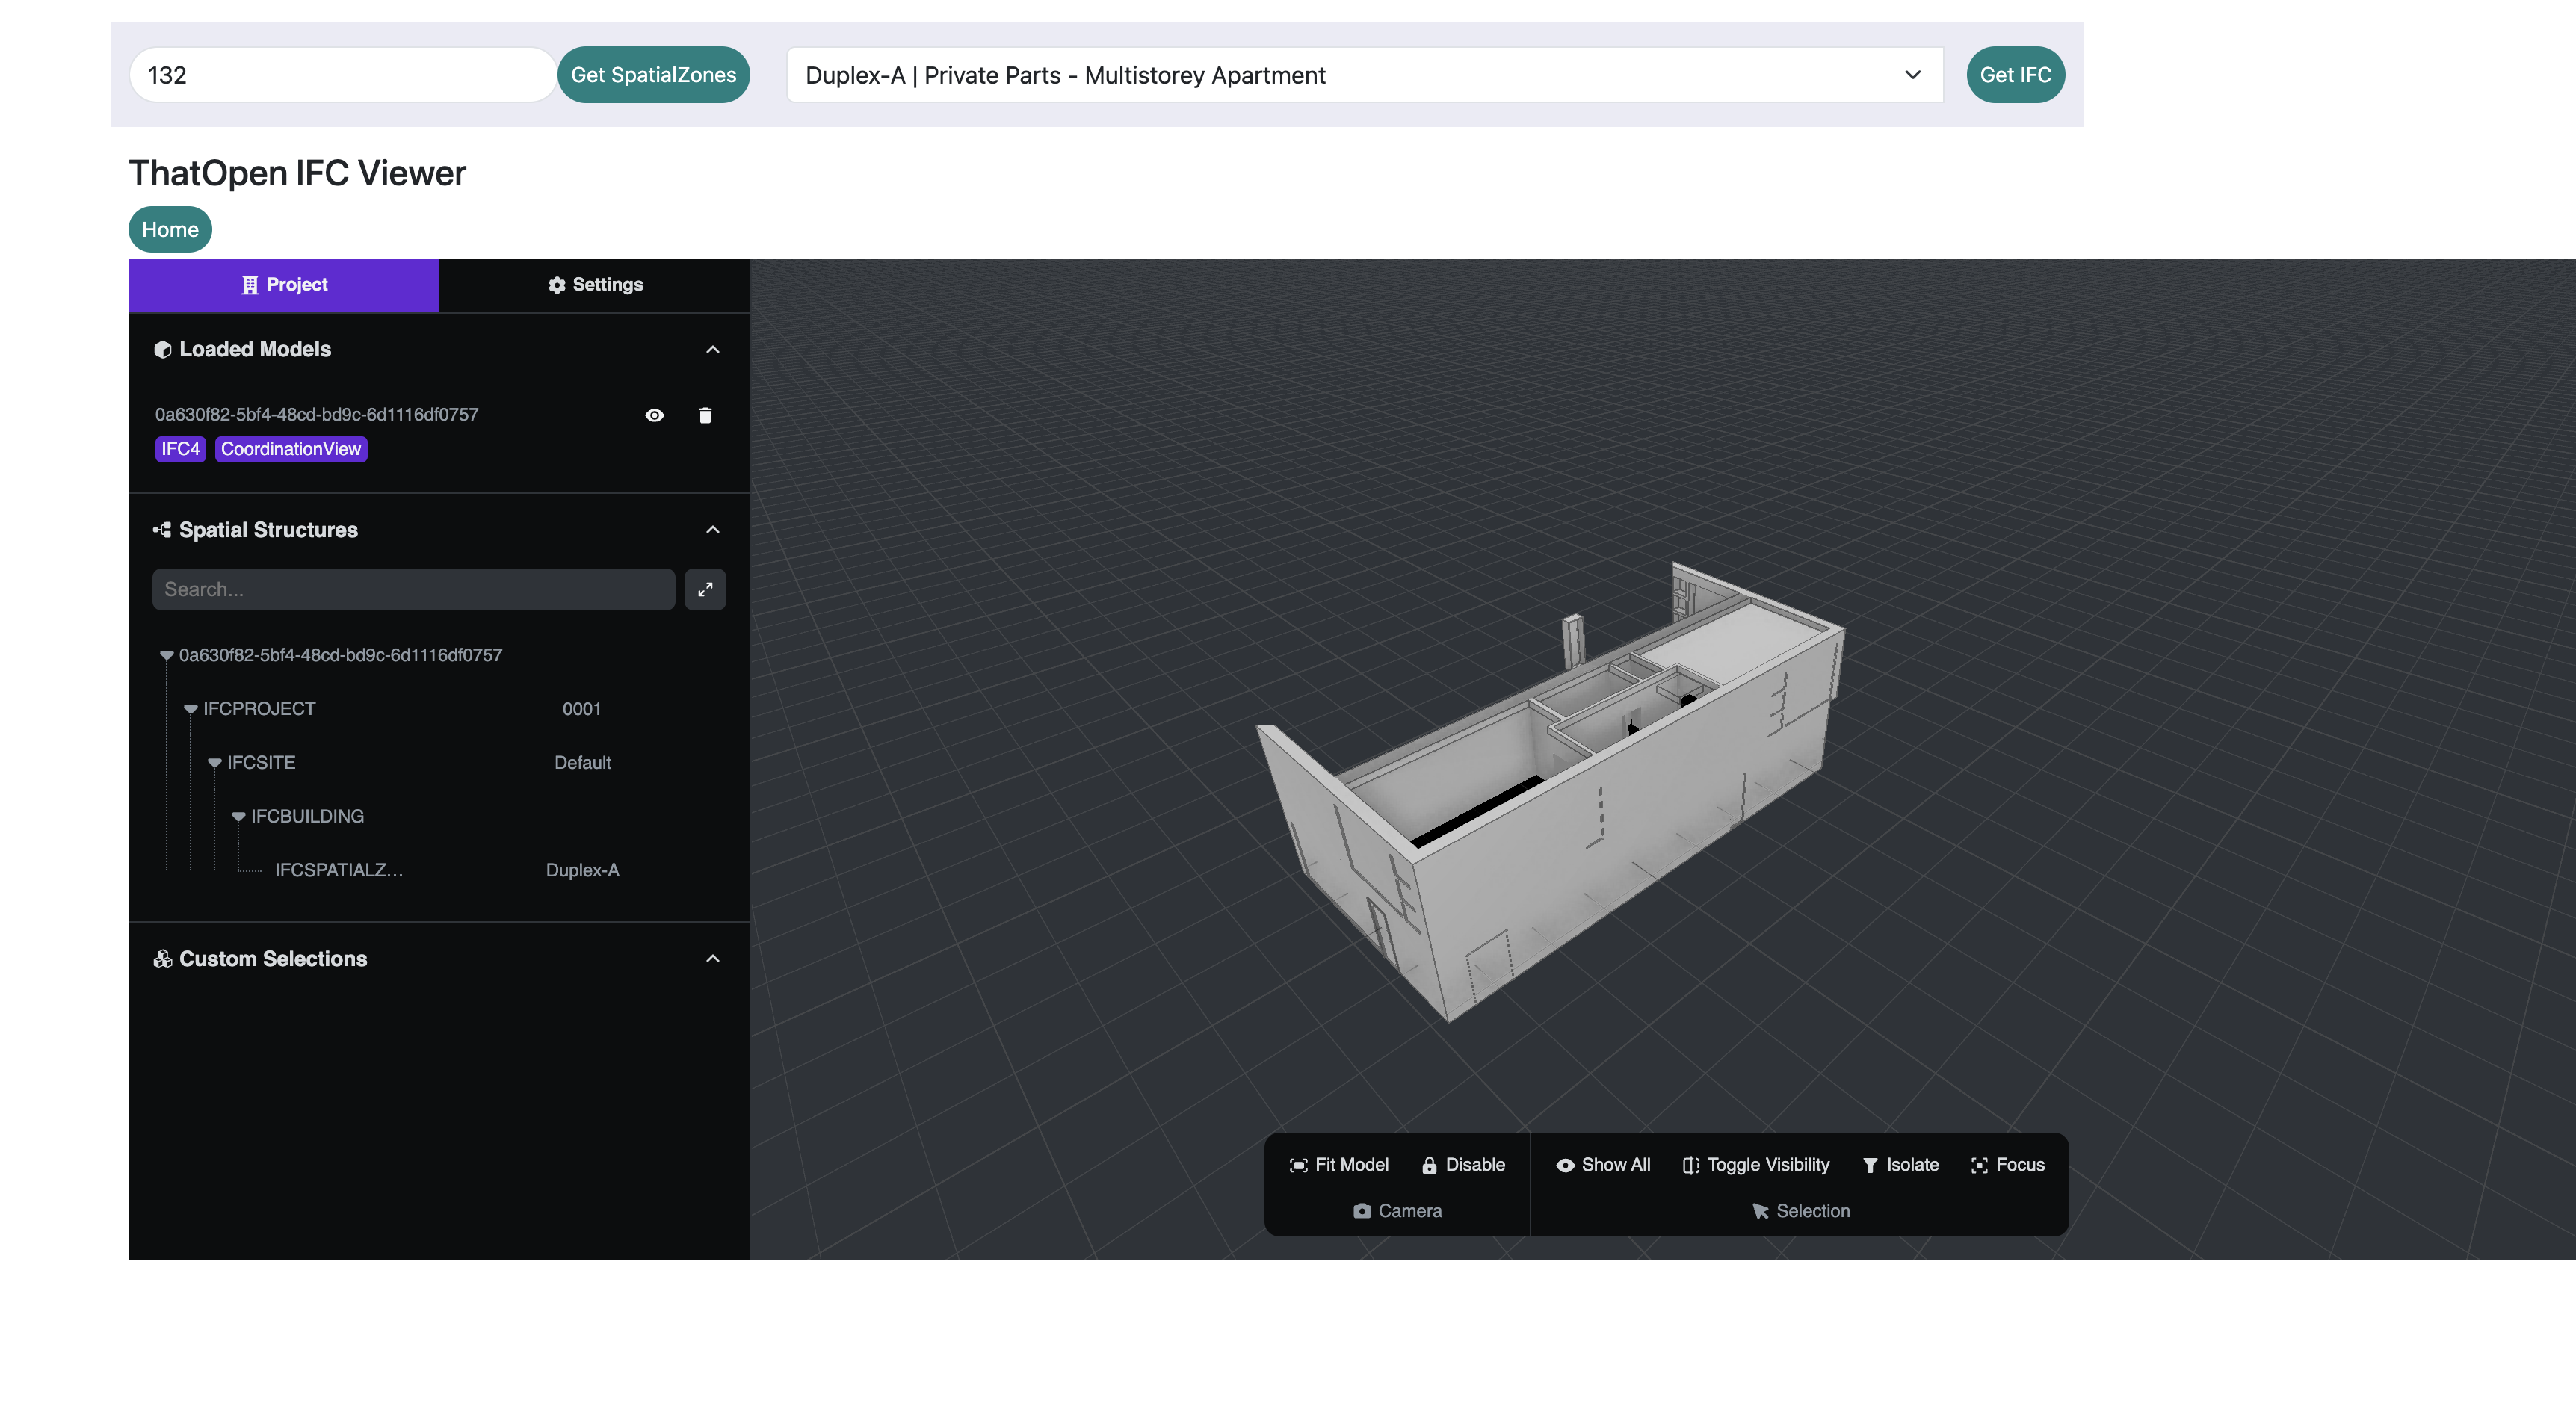 132
Get SpatialZones
Duplex-A | Private Parts - Multistorey Apartment
Get IFC
ThatOpen IFC Viewer
Home
Project
Settings
Loaded Models
0a630f82-5bf4-48cd-bd9c-6d1116df0757
IFC4
CoordinationView
Spatial Structures
Search...
0a630f82-5bf4-48cd-bd9c-6d1116df0757
IFCPROJECT 0001
IFCSITE Default
IFCBUILDING
IFCSPATIALZ... Duplex-A
Custom Selections
Fit Model
Disable
Show All
Toggle Visibility
Isolate
Focus
Camera
Selection